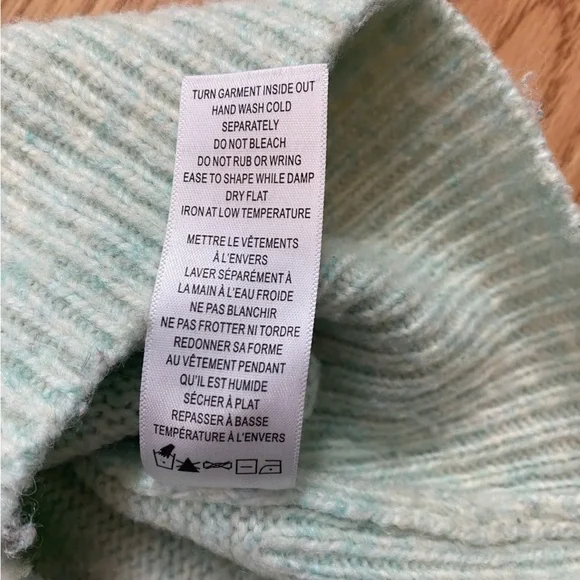 TURN GARMENT INSIDE OUT
HAND WASH COLD
SEPARATELY
DO NOT BLEACH
DO NOT RUB OR WRING
EASE TO SHAPE WHILE DAMP
DRY FLAT
IRON AT LOW TEMPERATURE
METTRE LE VÊTEMENTS
À L'ENVERS
LAVER SÉPARÉMENT À
LA MAIN À L'EAU FROIDE
NE PAS BLANCHIR
NE PAS FROTTER NI TORDRE
REDONNER SA FORME
AU VÊTEMENT PENDANT
QU'IL EST HUMIDE
SÉCHER À PLAT
REPASSER À BASSE
TEMPÉRATURE À L'ENVERS